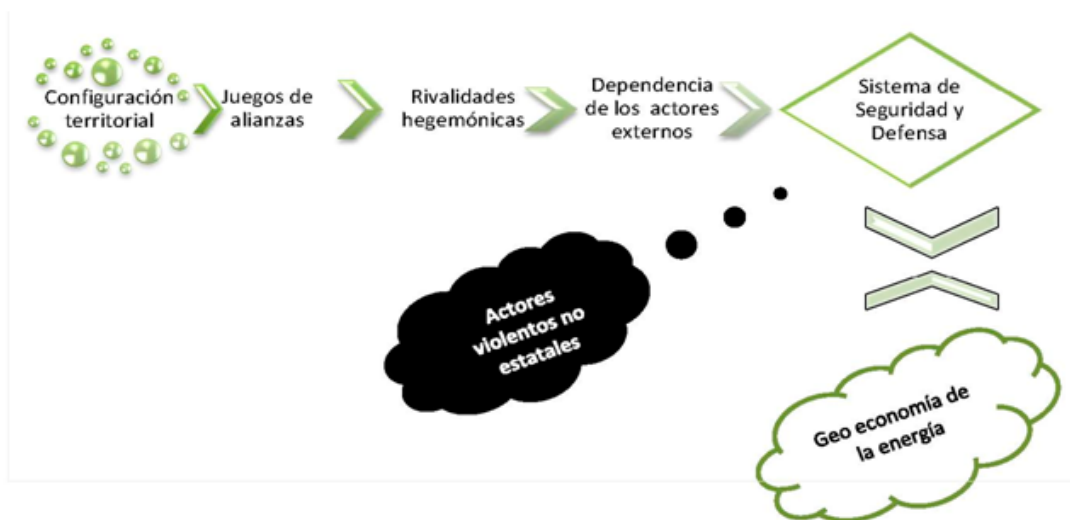 Configuración
territorial
Juegos de
alianzas
Rivalidades
hegemónicas
Dependencia
de los actores
externos
Sistema de
Seguridad y
Defensa
Actores
violentos no
estatales
Geo economía de
la energía